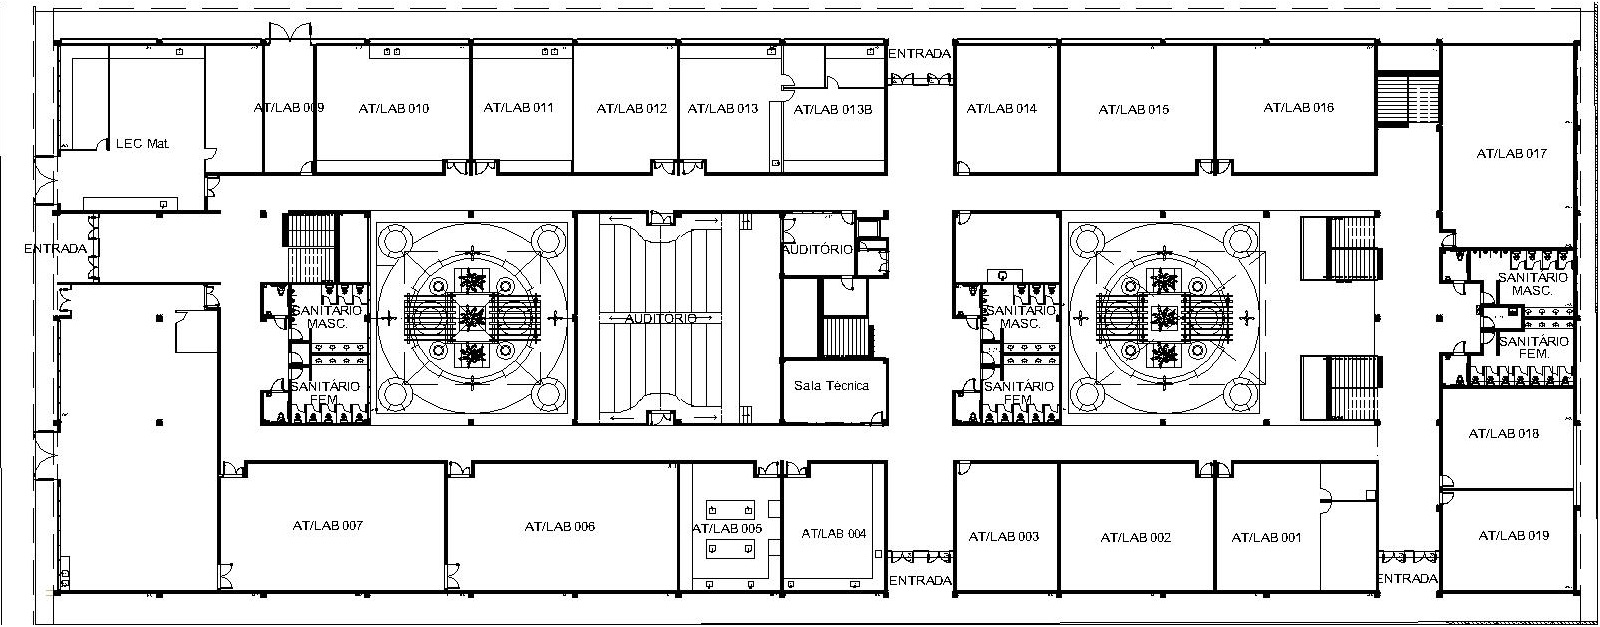 ENTRADA
AT/LAB 009
AT/LAB 010
AT/LAB 011
AT/LAB 012
AT/LAB 013
AT/LAB 013B
AT/LAB 014
AT/LAB 015
AT/LAB 016
LEC Mat.
AT/LAB 017
ENTRADA
AUDITÓRIO
SANITÁRIO
MASC.
SANITÁRIO
MASC.
AUDITÓRIO
SANITÁRIO
MASC.
SANITÁRIO
FEM.
SANITÁRIO
FEM.
Sala Técnica
SANITÁRIO
FEM.
AT/LAB 018
AT/LAB 007
AT/LAB 006
AT/LAB 005
AT/LAB 004
AT/LAB 003
AT/LAB 002
AT/LAB 001
AT/LAB 019
ENTRADA
ENTRADA